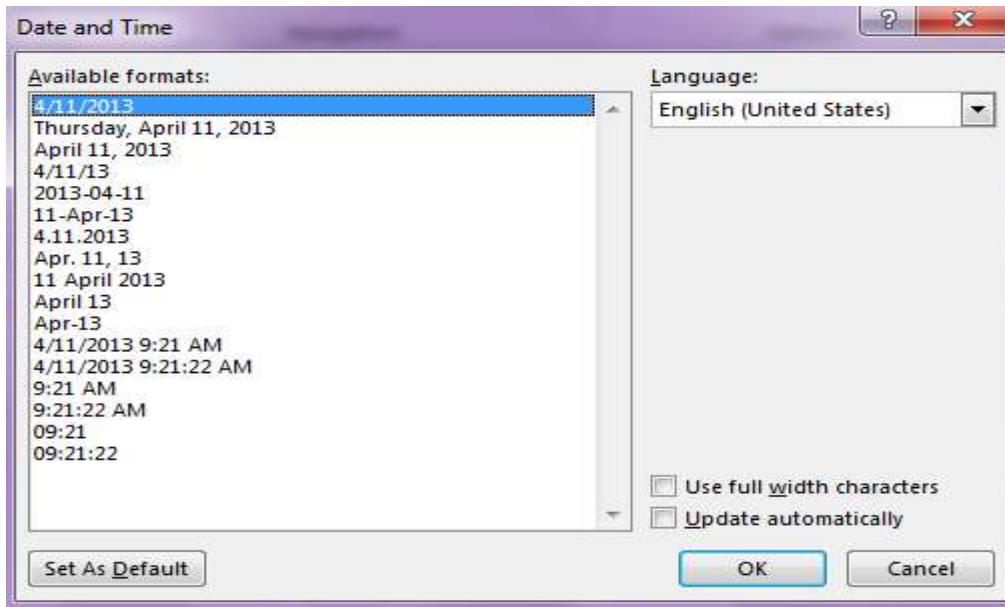 Date and Time
Available formats:
4/11/2013
Thursday, April 11, 2013
April 11, 2013
4/11/13
2013-04-11
11-Apr-13
4.11.2013
Apr. 11, 13
11 April 2013
April 13
Apr-13
4/11/2013 9:21 AM
4/11/2013 9:21:22 AM
9:21 AM
9:21:22 AM
09:21
09:21:22
Language:
English (United States)
Use full width characters
Update automatically
Set As Default
OK
Cancel